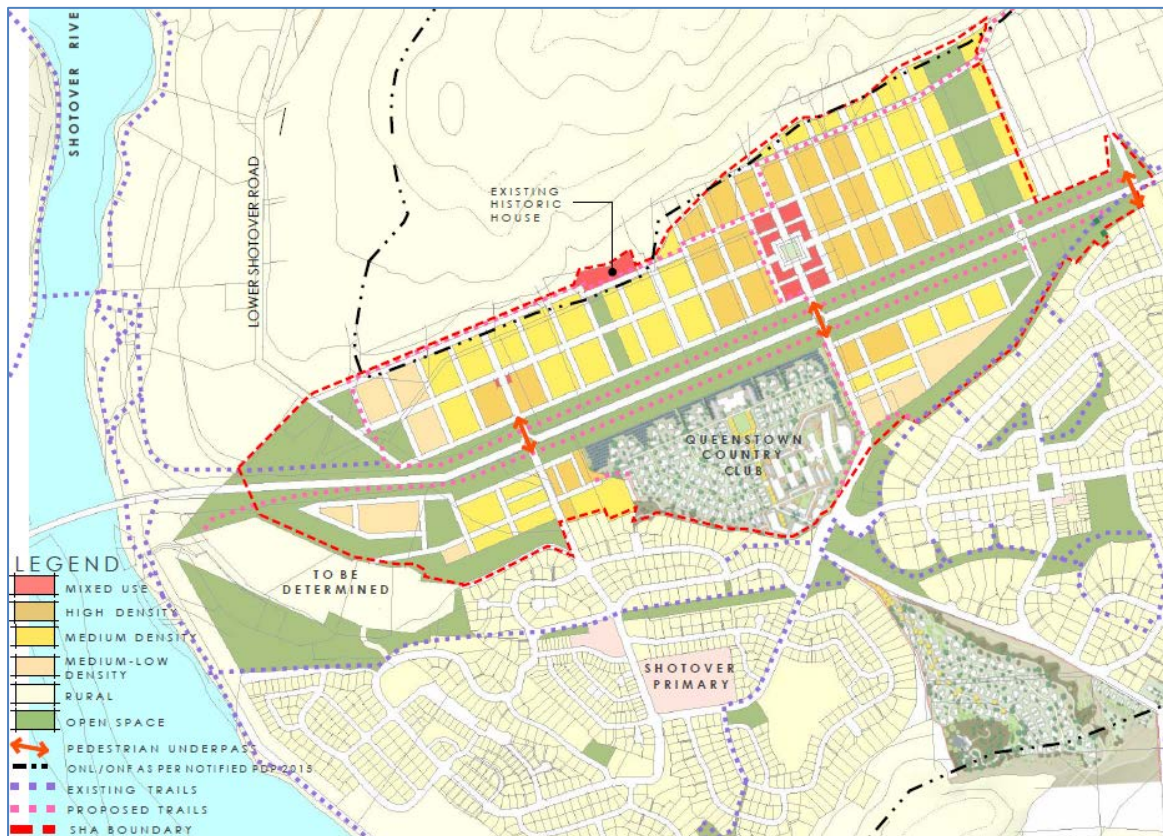 SHOTOVER RIVE
LOWER SHOTOVER ROAD
EXISTING
HISTORIC
HOUSE
QUEENSTOWN
COUNTRY
CLUB
TO BE
DETERMINED
SHOTOVER
PRIMARY
LEGEND
MIXED USE
HIGH DENSITY
MEDIUM DENSITY
MEDIUM-LOW
DENSITY
RURAL
OPEN SPACE
PEDESTRIAN UNDERPASS
ONL/ONF AS PER NOTIFIED PDP 2015
EXISTING TRAILS
PROPOSED TRAILS
SHA BOUNDARY